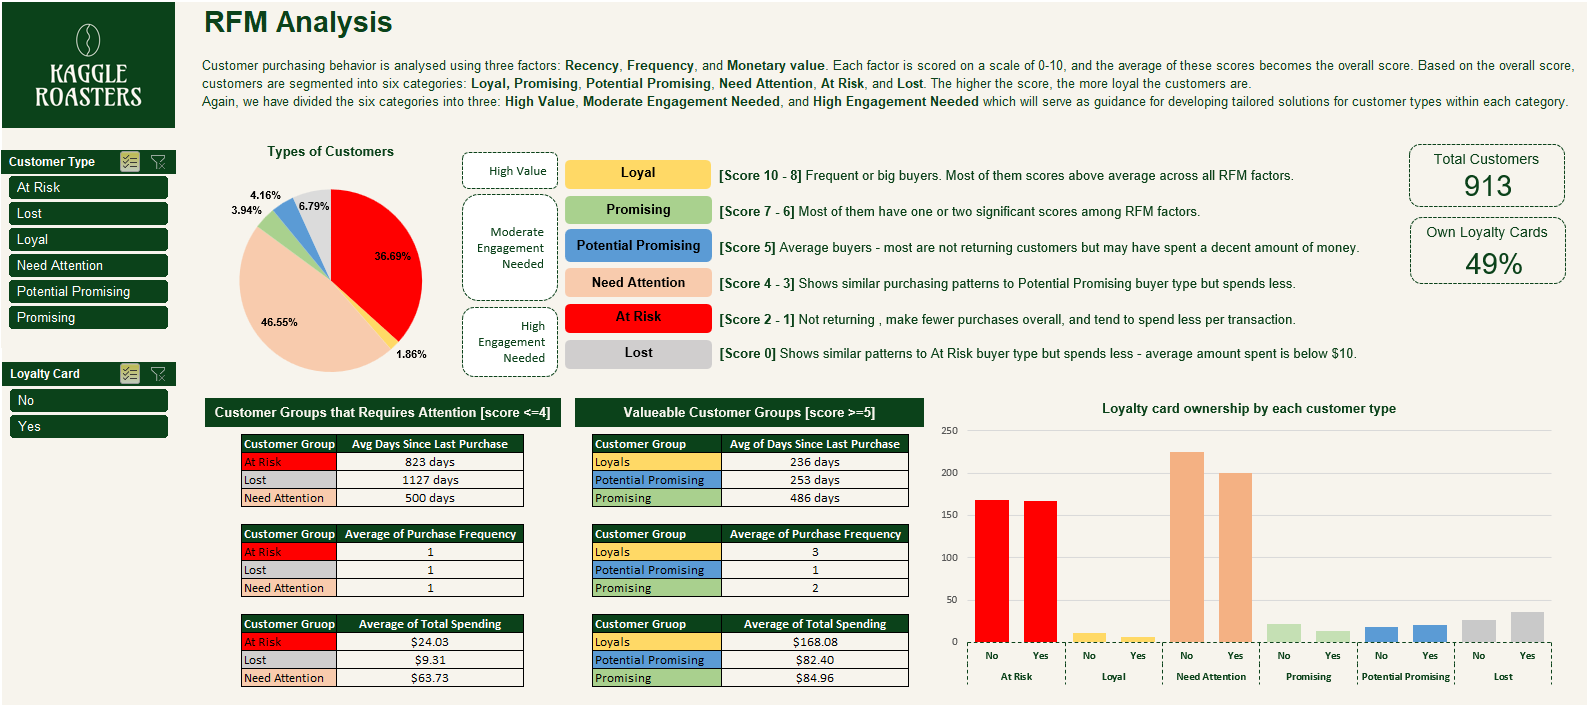 KAGGLE
ROASTERS
RFM Analysis
Customer purchasing behavior is analysed using three factors: Recency, Frequency, and Monetary value. Each factor is scored on a scale of 0-10, and the average of these scores becomes the overall score. Based on the overall score,
customers are segmented into six categories: Loyal, Promising, Potential Promising, Need Attention, At Risk, and Lost. The higher the score, the more loyal the customers are.
Again, we have divided the six categories into three: High Value, Moderate Engagement Needed, and High Engagement Needed which will serve as guidance for developing tailored solutions for customer types within each category.
Customer Type
At Risk
Lost
Loyal
Need Attention
Potential Promising
Promising
Loyalty Card
No
Yes
Types of Customers
4.16%
6.79%
3.94%
36.69%
46.55%
1.86%
High Value
Moderate
Engagement
Needed
High
Engagement
Needed
Loyal [Score 10 - 8] Frequent or big buyers. Most of them scores above average across all RFM factors.
Promising [Score 7 - 6] Most of them have one or two significant scores among RFM factors.
Potential Promising [Score 5] Average buyers - most are not returning customers but may have spent a decent amount of money.
Need Attention [Score 4 - 3] Shows similar purchasing patterns to Potential Promising buyer type but spends less.
At Risk [Score 2 - 1] Not returning , make fewer purchases overall, and tend to spend less per transaction.
Lost [Score 0] Shows similar patterns to At Risk buyer type but spends less - average amount spent is below $10.
Total Customers
913
Own Loyalty Cards
49%
Customer Groups that Requires Attention [score <=4]
Customer Group Avg Days Since Last Purchase
At Risk 823 days
Lost 1127 days
Need Attention 500 days
Customer Group Average of Purchase Frequency
At Risk 1
Lost 1
Need Attention 1
Customer Gruop Average of Total Spending
At Risk $24.03
Lost $9.31
Need Attention $63.73
Valueable Customer Groups [score >=5]
Customer Group Avg of Days Since Last Purchase
Loyals 236 days
Potential Promising 253 days
Promising 486 days
Customer Group Average of Purchase Frequency
Loyals 3
Potential Promising 1
Promising 2
Customer Group Average of Total Spending
Loyals $168.08
Potential Promising $82.40
Promising $84.96
Loyalty card ownership by each customer type
250
200
150
100
50
0
No Yes No Yes No Yes No Yes No Yes No Yes
At Risk Loyal Need Attention Promising Potential Promising Lost